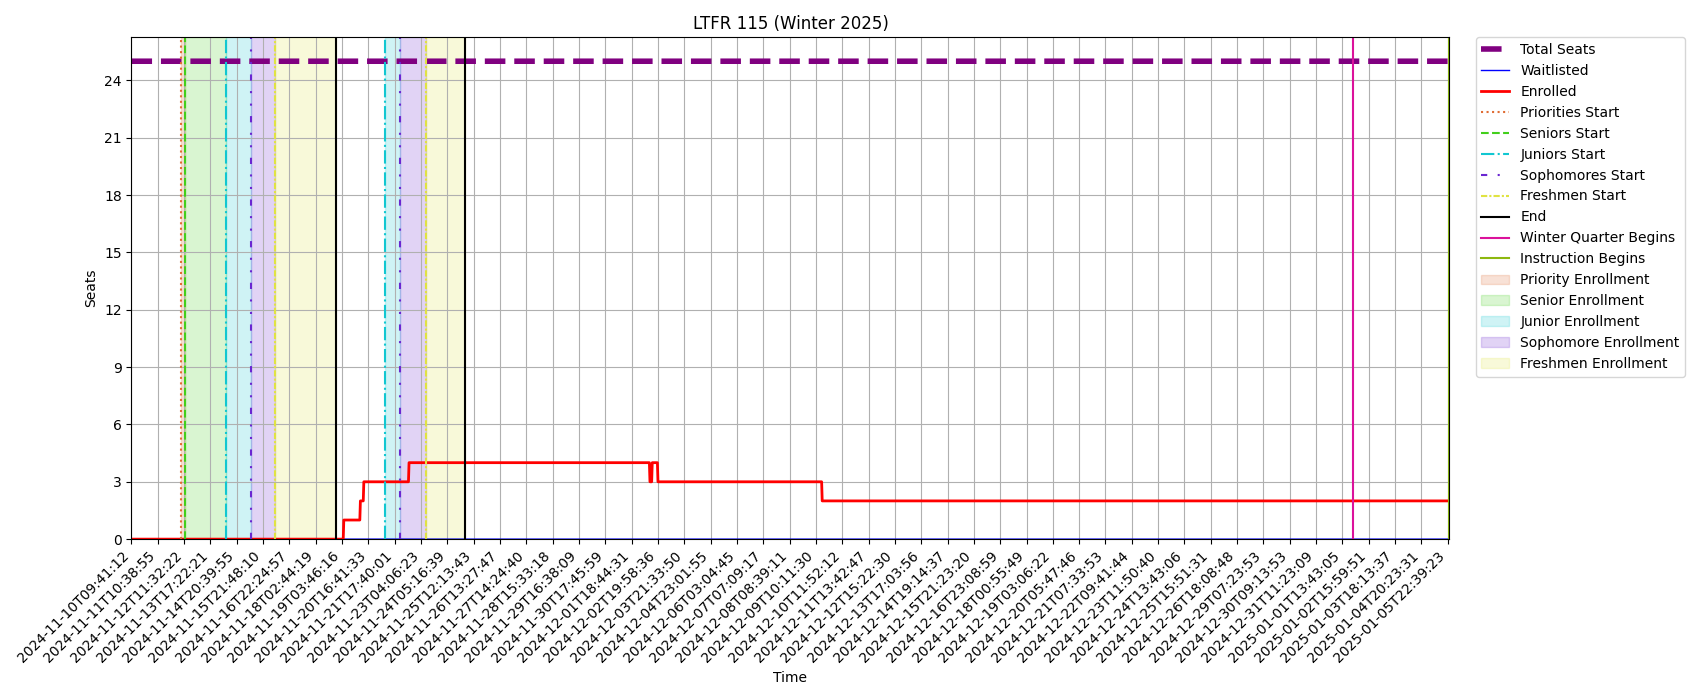 LTFR 115 (Winter 2025)
Seats
24
21
18
15
12
9
6
3
0
2024-11-10T09:41:12
2024-11-11T10:38:55
2024-11-12T11:32:22
2024-11-13T17:22:21
2024-11-14T20:39:55
2024-11-15T21:48:10
2024-11-16T22:24:57
2024-11-18T02:44:19
2024-11-19T03:46:16
2024-11-20T16:41:33
2024-11-21T17:40:01
2024-11-23T04:06:23
2024-11-24T05:16:39
2024-11-25T12:13:43
2024-11-26T13:27:47
2024-11-27T14:24:40
2024-11-28T15:33:18
2024-11-29T16:38:09
2024-11-30T17:45:59
2024-12-01T18:44:31
2024-12-02T19:58:36
2024-12-03T21:33:50
2024-12-04T23:01:55
2024-12-06T03:04:45
2024-12-07T07:09:17
2024-12-08T08:39:11
2024-12-09T10:11:30
2024-12-10T11:52:12
2024-12-11T13:42:47
2024-12-12T15:22:30
2024-12-13T17:03:56
2024-12-14T19:14:37
2024-12-15T21:23:20
2024-12-16T23:08:59
2024-12-18T00:55:49
2024-12-19T03:06:22
2024-12-20T05:47:46
2024-12-21T07:33:53
2024-12-22T09:41:44
2024-12-23T11:50:40
2024-12-24T13:43:06
2024-12-25T15:51:31
2024-12-26T18:08:48
2024-12-29T07:23:53
2024-12-30T09:13:53
2024-12-31T11:23:09
2025-01-01T13:43:05
2025-01-02T15:59:51
2025-01-03T18:13:37
2025-01-04T20:23:31
2025-01-05T22:39:23
Time
Total Seats
Waitlisted
Enrolled
Priorities Start
Seniors Start
Juniors Start
Sophomores Start
Freshmen Start
End
Winter Quarter Begins
Instruction Begins
Priority Enrollment
Senior Enrollment
Junior Enrollment
Sophomore Enrollment
Freshmen Enrollment